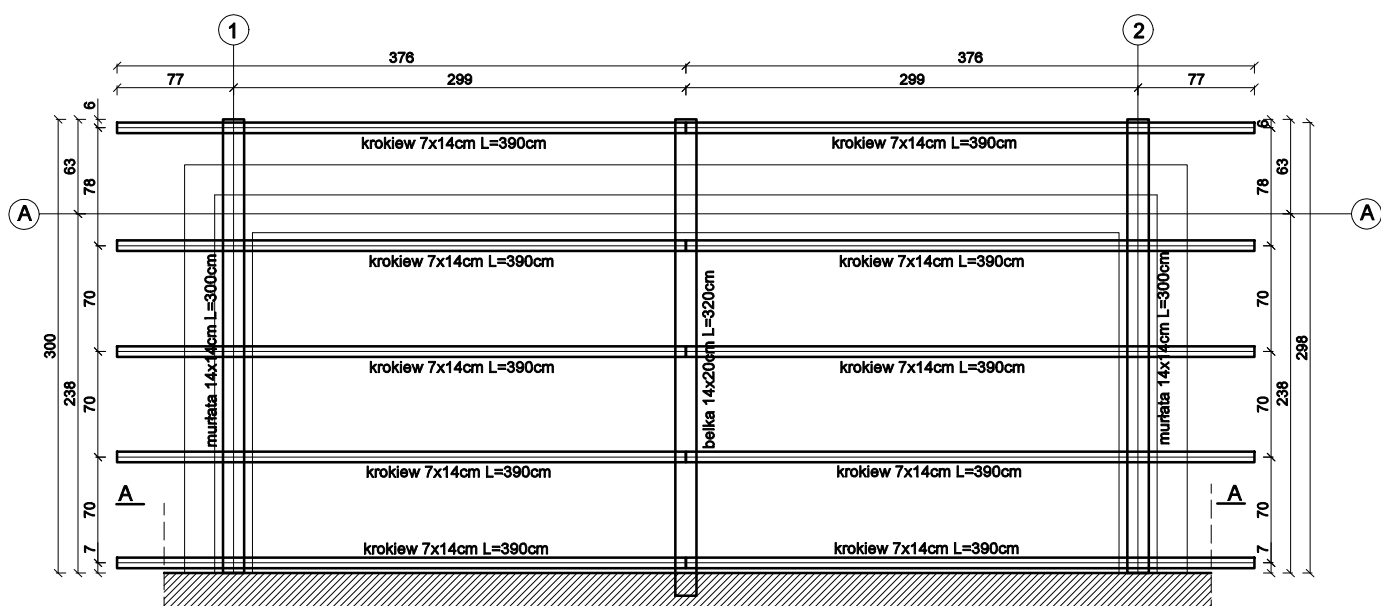 1
2
376
376
77
299
299
77
6
6
krokiew 7x14cm L=390cm
krokiew 7x14cm L=390cm
63
78
63
78
A
A
krokiew 7x14cm L=390cm
krokiew 7x14cm L=390cm
murłata 14x14cm L=300cm
belka 14x20cm L=320cm
murłata 14x14cm L=300cm
300
238
70
70
238
298
krokiew 7x14cm L=390cm
krokiew 7x14cm L=390cm
70
70
krokiew 7x14cm L=390cm
krokiew 7x14cm L=390cm
A
A
70
70
krokiew 7x14cm L=390cm
krokiew 7x14cm L=390cm
7
7